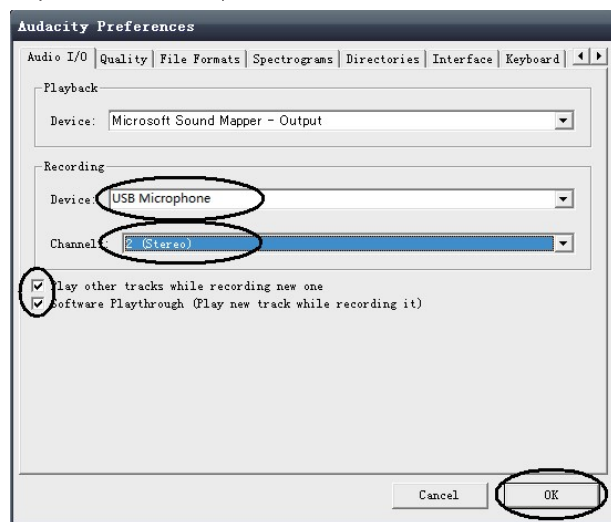 Audacity Preferences
Audio I/O Quality File Formats Spectrograms Directories Interface Keyboard
Playback
Device: Microsoft Sound Mapper - Output
Recording
Device: USB Microphone
Channels: 2 (Stereo)
Play other tracks while recording new one
Software Playthrough (Play new track while recording it)
Cancel OK